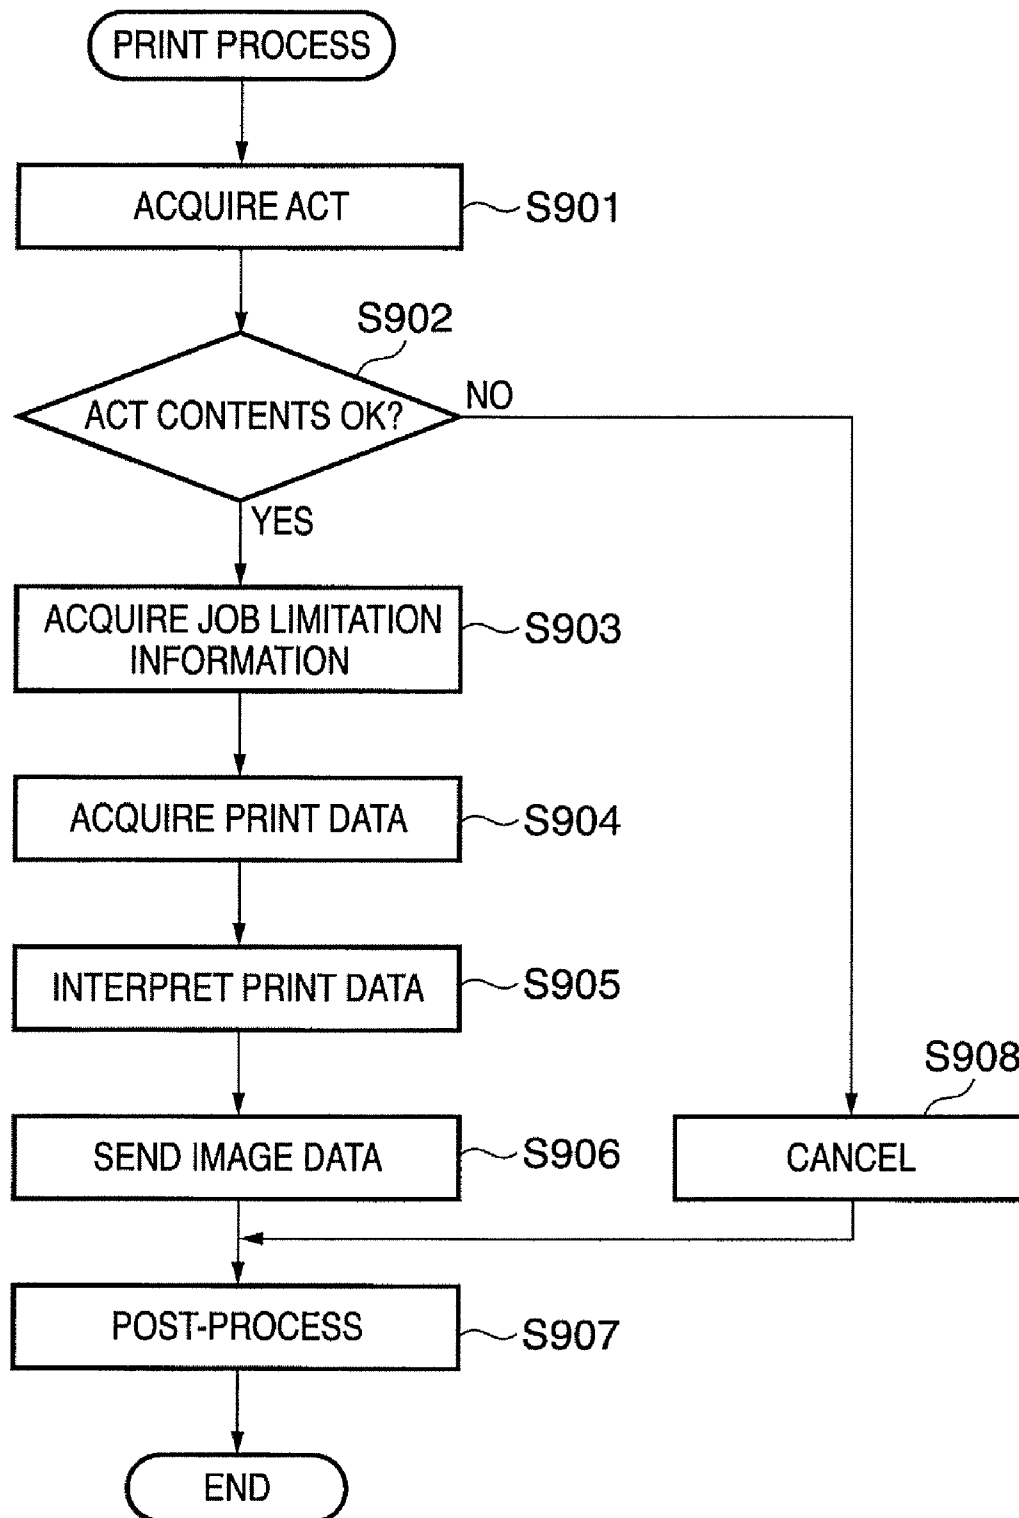 PRINT PROCESS
ACQUIRE ACT
S901
S902
ACT CONTENTS OK?
NO
YES
ACQUIRE JOB LIMITATION
INFORMATION
S903
ACQUIRE PRINT DATA
S904
INTERPRET PRINT DATA
S905
SEND IMAGE DATA
S906
S908
CANCEL
POST-PROCESS
S907
END